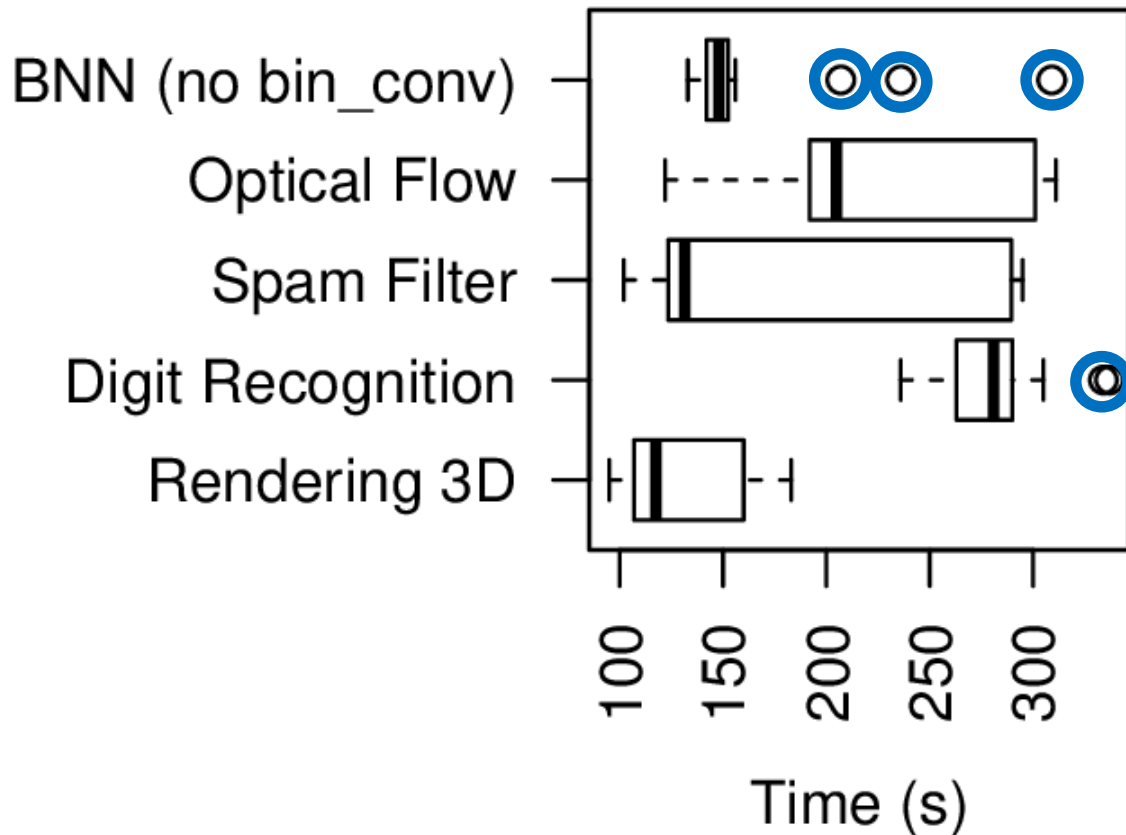 BNN (no bin_conv)
Optical Flow
Spam Filter
Digit Recognition
Rendering 3D
100
150
200
250
300
Time (s)